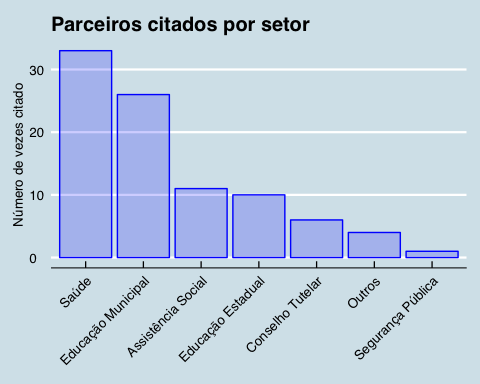 Parceiros citados por setor
Número de vezes citado
30
20
10
0
Saúde
Educação Municipal
Assistência Social
Educação Estadual
Conselho Tutelar
Outros
Segurança Pública